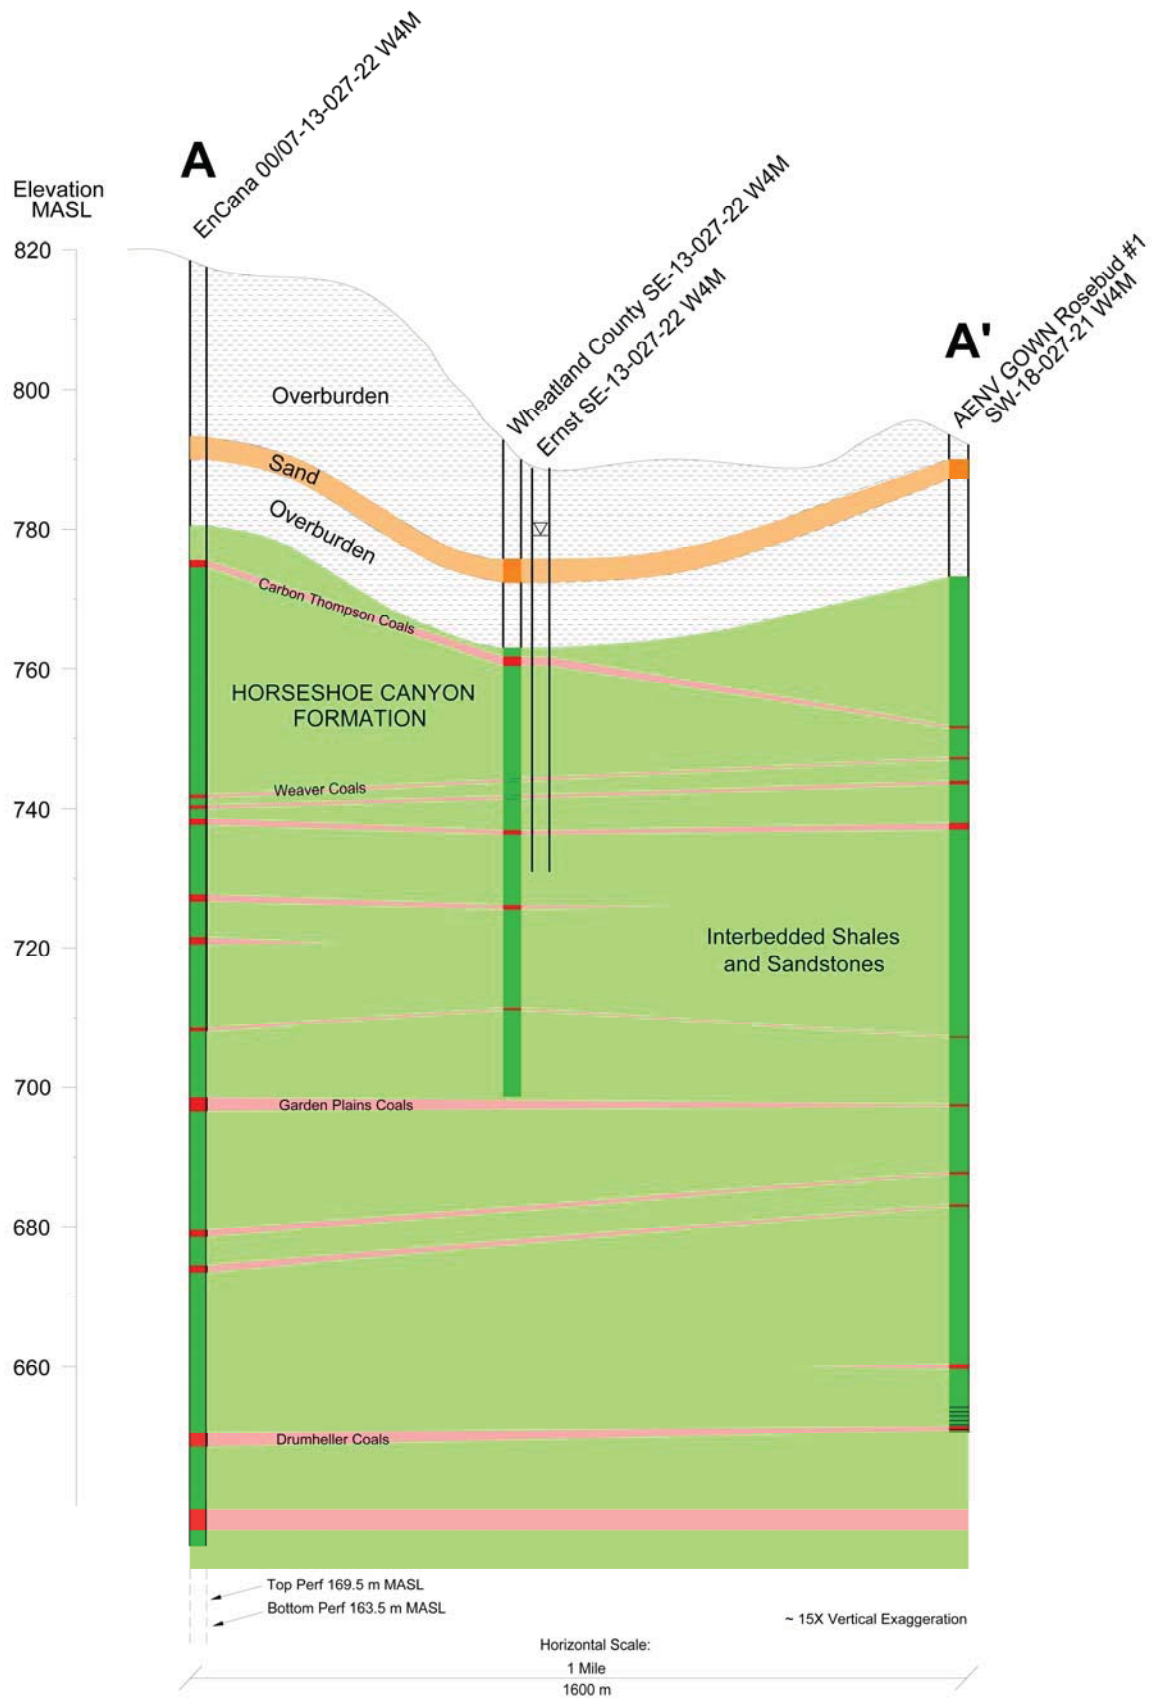 A
EnCana 00/07-13-027-22 W4M
Elevation
MASL
Wheatland County SE-13-027-22 W4M
Ernst SE-13-027-22 W4M
A'
AENV GOWN Rosebud #1
SW-18-027-21 W4M
820
800
780
760
740
720
700
680
660
Overburden
Sand
Overburden
Carbon Thompson Coals
HORSESHOE CANYON
FORMATION
Weaver Coals
Interbedded Shales
and Sandstones
Garden Plains Coals
Drumheller Coals
Top Perf 169.5 m MASL
Bottom Perf 163.5 m MASL
~ 15X Vertical Exaggeration
Horizontal Scale:
1 Mile
1600 m